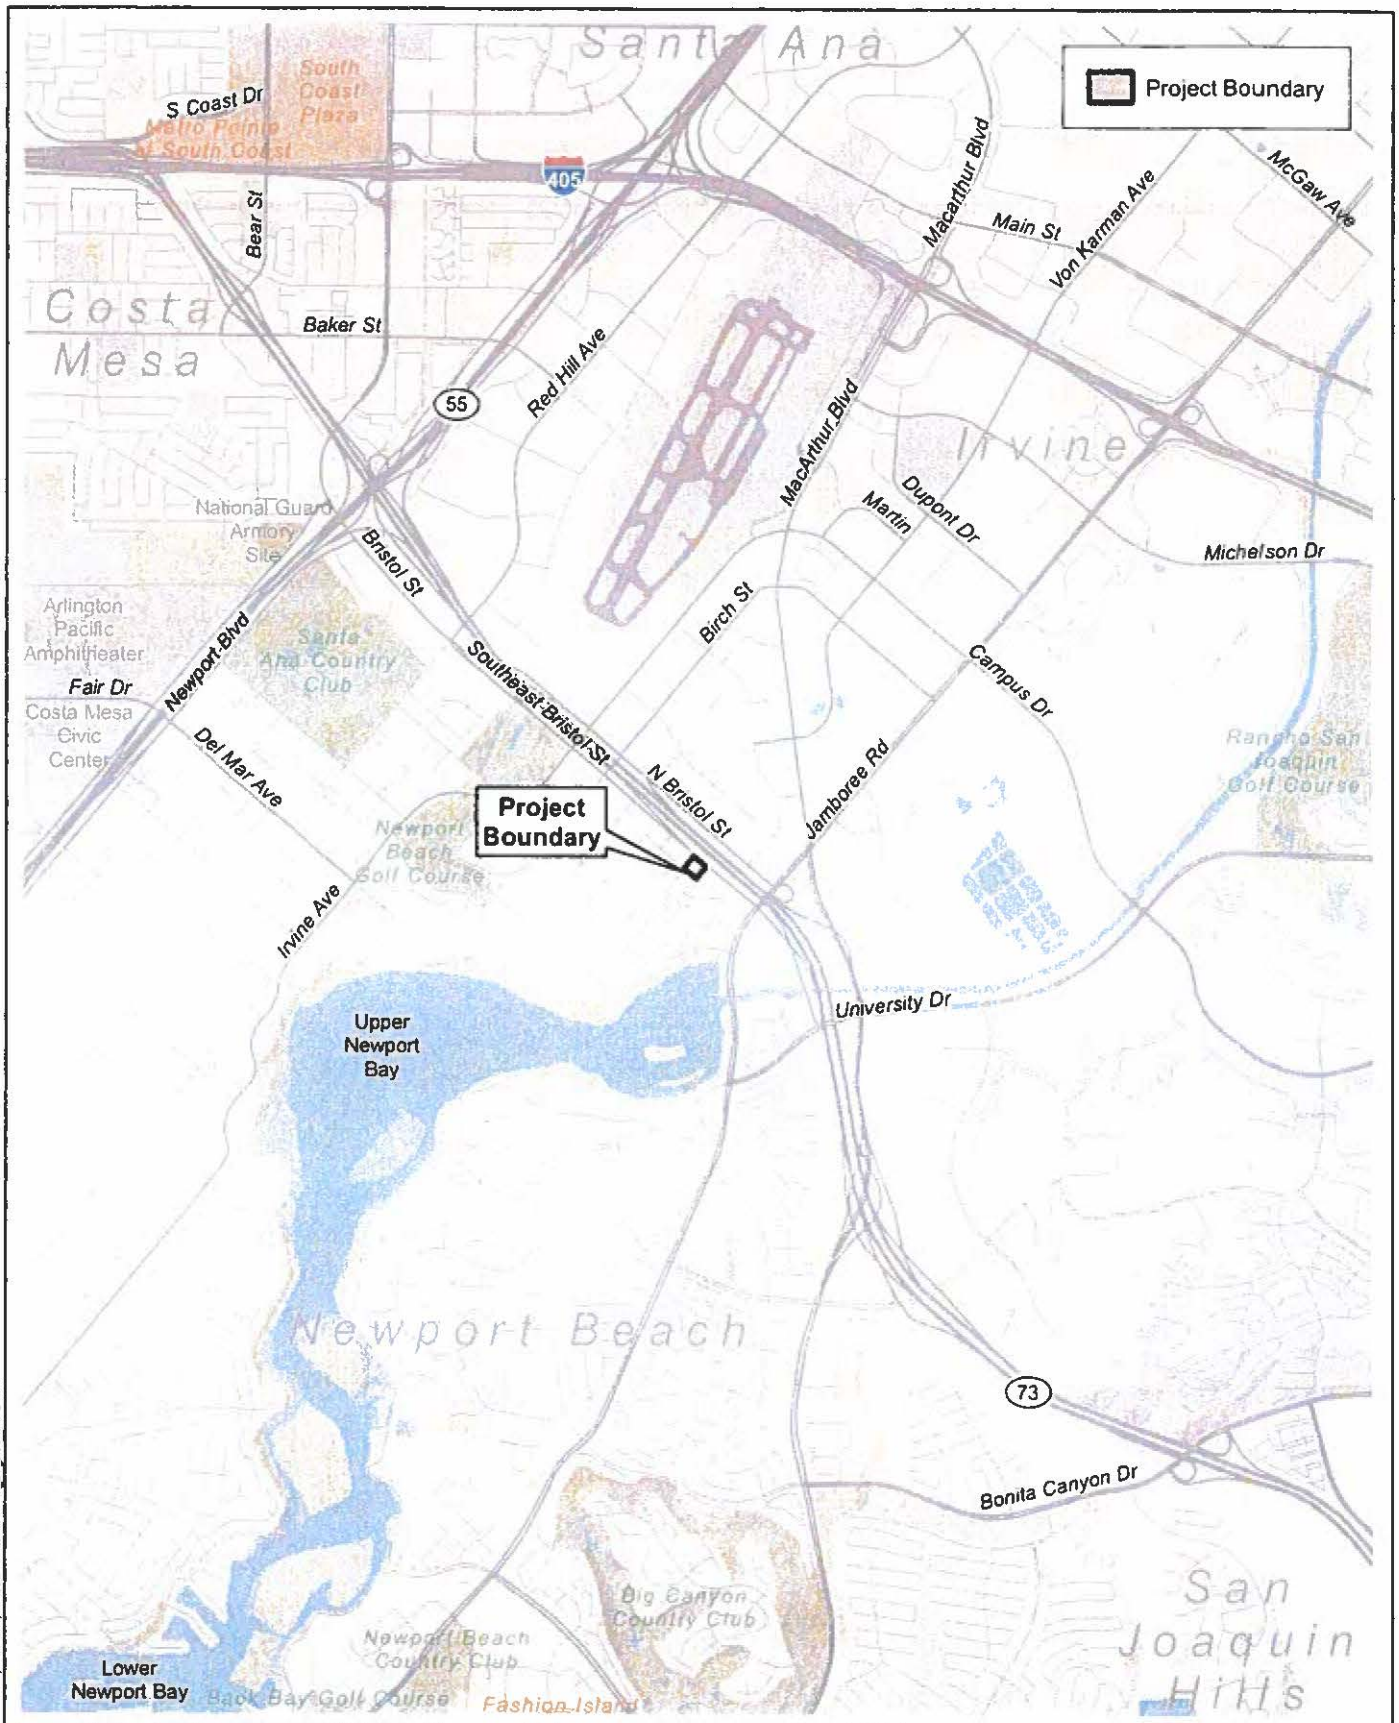 Santa Ana
South
Coast
Plaza
S Coast Dr
Metro Pointe
at South Coast
Project Boundary
405
Bear St
Macarthur Blvd
McGaw Ave
Main St
Von Karman Ave
Costa
Mesa
Baker St
Red Hill Ave
55
MacArthur Blvd
Irvine
National Guard
Armory
Site
Bristol St
Martin
Dupont Dr
Michelson Dr
Arlington
Pacific
Amphitheater
Newport Blvd
Santa
Ana Country
Club
Birch St
Fair Dr
Costa Mesa
Civic
Center
Southeast Bristol St
Campus Dr
Del Mar Ave
N Bristol St
Jamboree Rd
Rancho San
Joaquin
Golf Course
Project
Boundary
Newport
Beach
Golf Course
Irvine Ave
University Dr
Upper
Newport
Bay
Newport Beach
73
Bonita Canyon Dr
Big Canyon
Country Club
San
Joaquin
Hills
Newport Beach
Country Club
Lower
Newport Bay
Back Bay Golf Course
Fashion Island